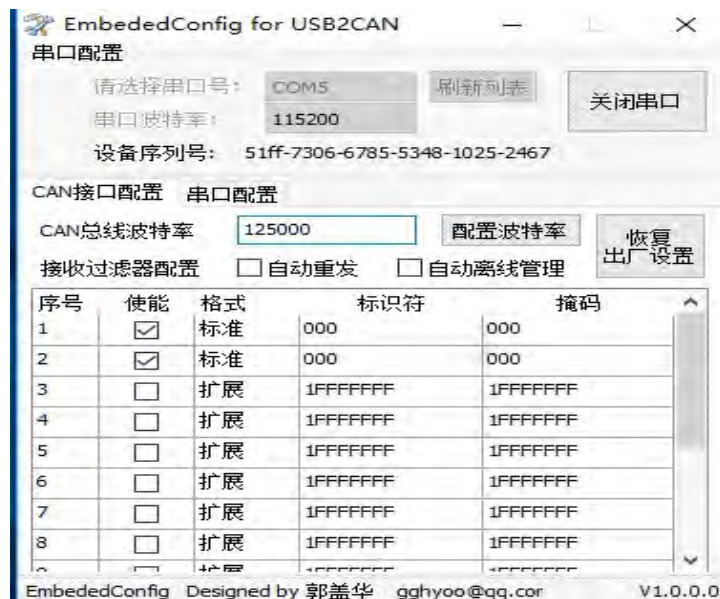 EmbededConfig for USB2CAN
串口配置
请选择串口号: COM5 刷新列表 关闭串口
串口波特率: 115200
设备序列号: 51ff-7306-6785-5348-1025-2467
CAN接口配置 串口配置
CAN总线波特率 125000 配置波特率 恢复出厂设置
接收过滤器配置 自动重发 自动离线管理
序号 使能 格式 标识符 掩码
1 标准 000 000
2 标准 000 000
3 扩展 1FFFFFFF 1FFFFFFF
4 扩展 1FFFFFFF 1FFFFFFF
5 扩展 1FFFFFFF 1FFFFFFF
6 扩展 1FFFFFFF 1FFFFFFF
7 扩展 1FFFFFFF 1FFFFFFF
8 扩展 1FFFFFFF 1FFFFFFF
EmbededConfig Designed by 郭盖华 gghyoo@qq.cor V1.0.0.0